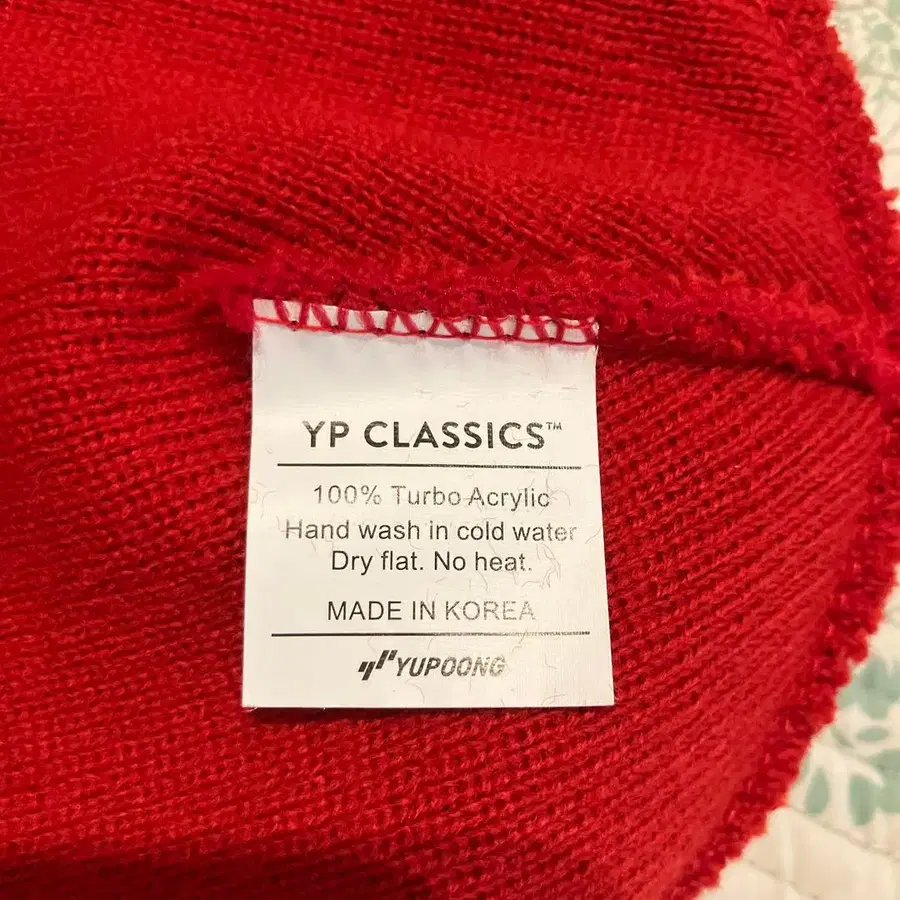 YP CLASSICS™
100% Turbo Acrylic
Hand wash in cold water
Dry flat. No heat.
MADE IN KOREA
YUPOONG